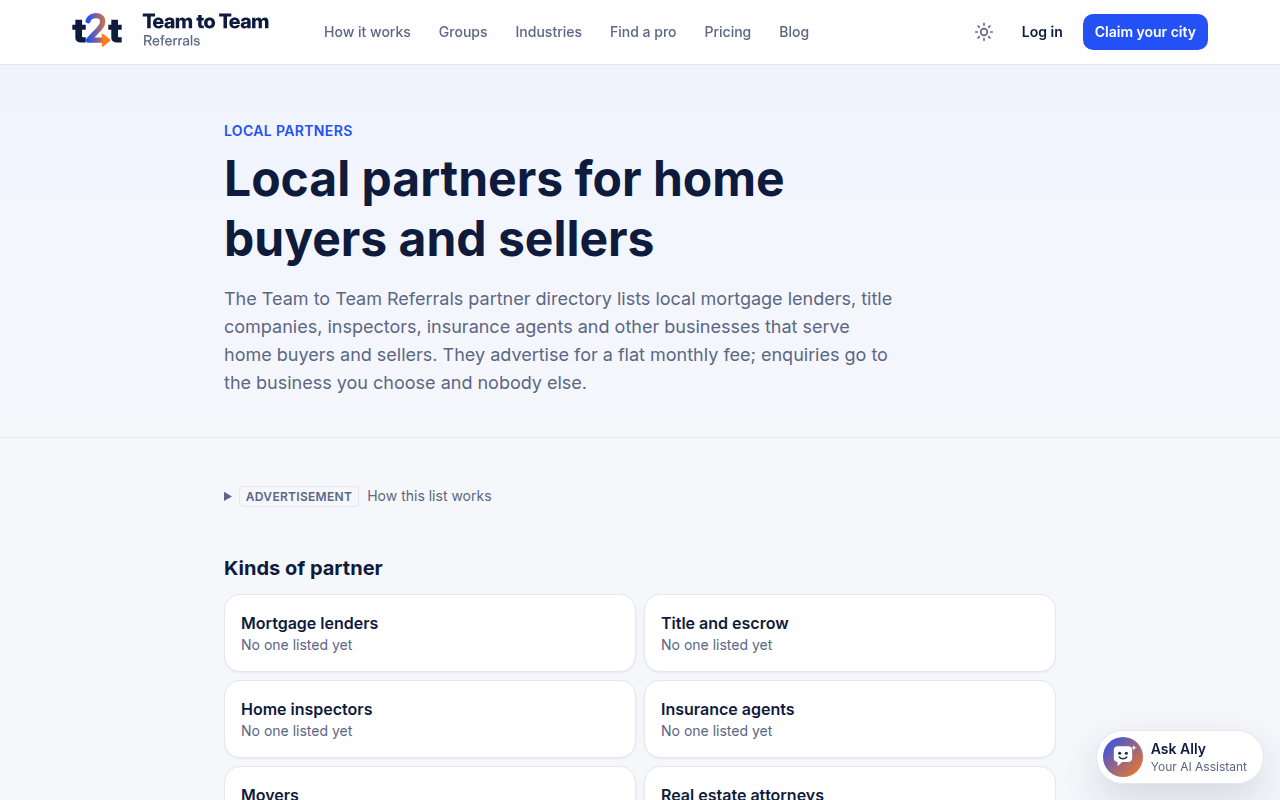 t2t
Team to Team
Referrals
How it works
Groups
Industries
Find a pro
Pricing
Blog
Log in
Claim your city
LOCAL PARTNERS
Local partners for home
buyers and sellers
The Team to Team Referrals partner directory lists local mortgage lenders, title
companies, inspectors, insurance agents and other businesses that serve
home buyers and sellers. They advertise for a flat monthly fee; enquiries go to
the business you choose and nobody else.
ADVERTISEMENT How this list works
Kinds of partner
Mortgage lenders
No one listed yet
Title and escrow
No one listed yet
Home inspectors
No one listed yet
Insurance agents
No one listed yet
Movers
Real estate attorneys
Ask Ally
Your AI Assistant